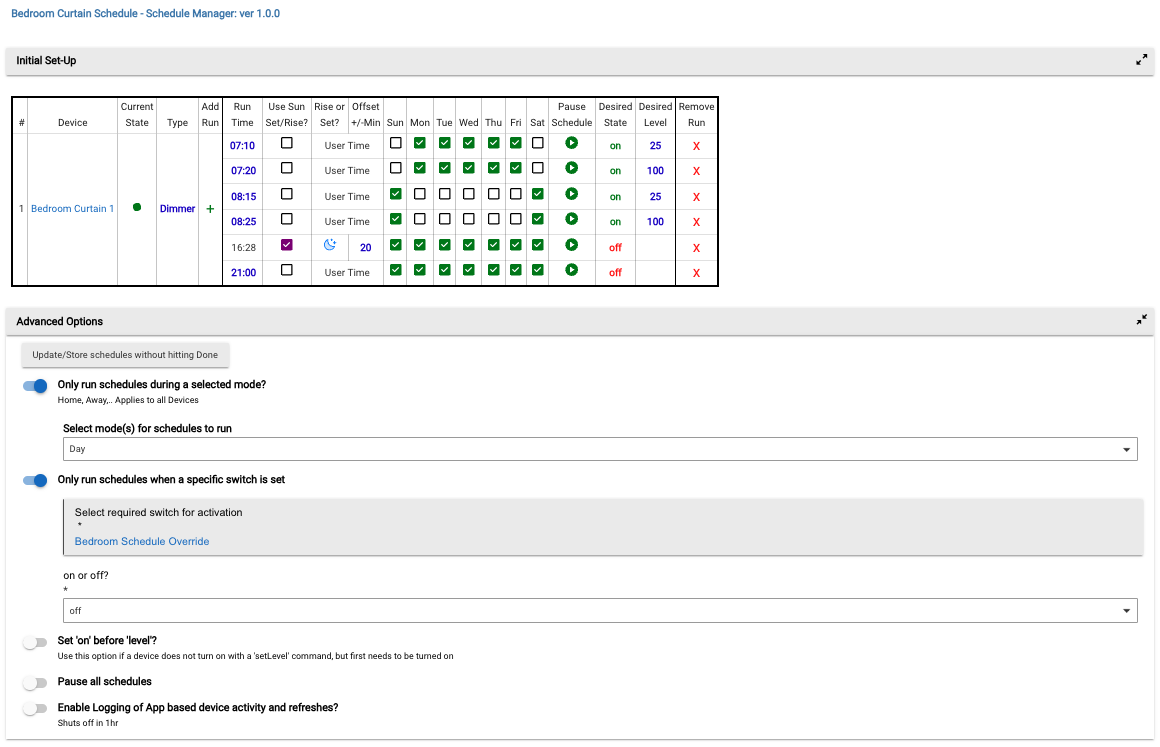 Bedroom Curtain Schedule - Schedule Manager: ver 1.0.0
Initial Set-Up
# Device Current State Type Add Run Run Time Use Sun Set/Rise? Rise or Set? Offset +/-Min Sun Mon Tue Wed Thu Fri Sat Pause Schedule Desired State Desired Level Remove Run
07:10 User Time on 25 X
07:20 User Time on 100 X
08:15 User Time on 25 X
1 Bedroom Curtain 1 Dimmer +
08:25 User Time on 100 X
16:28 20 off X
21:00 User Time off X
Advanced Options
Update/Store schedules without hitting Done
Only run schedules during a selected mode?
Home, Away,.. Applies to all Devices
Select mode(s) for schedules to run
Day
Only run schedules when a specific switch is set
Select required switch for activation
*
Bedroom Schedule Override
on or off?
*
off
Set 'on' before 'level'?
Use this option if a device does not turn on with a 'setLevel' command, but first needs to be turned on
Pause all schedules
Enable Logging of App based device activity and refreshes?
Shuts off in 1hr